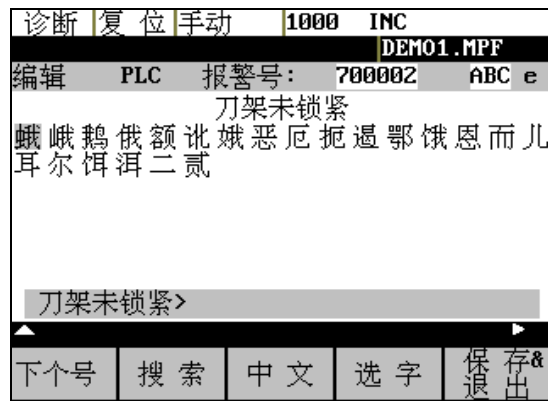 诊断 复 位 手动 1000 INC
DEMO1.MPF
编辑 PLC 报警号: 700002 ABC e
刀架未锁紧
蛾 峨 鹅 俄 额 讹 娥 恶 厄 扼 遏 鄂 饿 恩 而 儿
耳 尔 饵 洱 二 贰
刀架未锁紧>
下个号 搜 索 中 文 选 字 保 存&
退 出